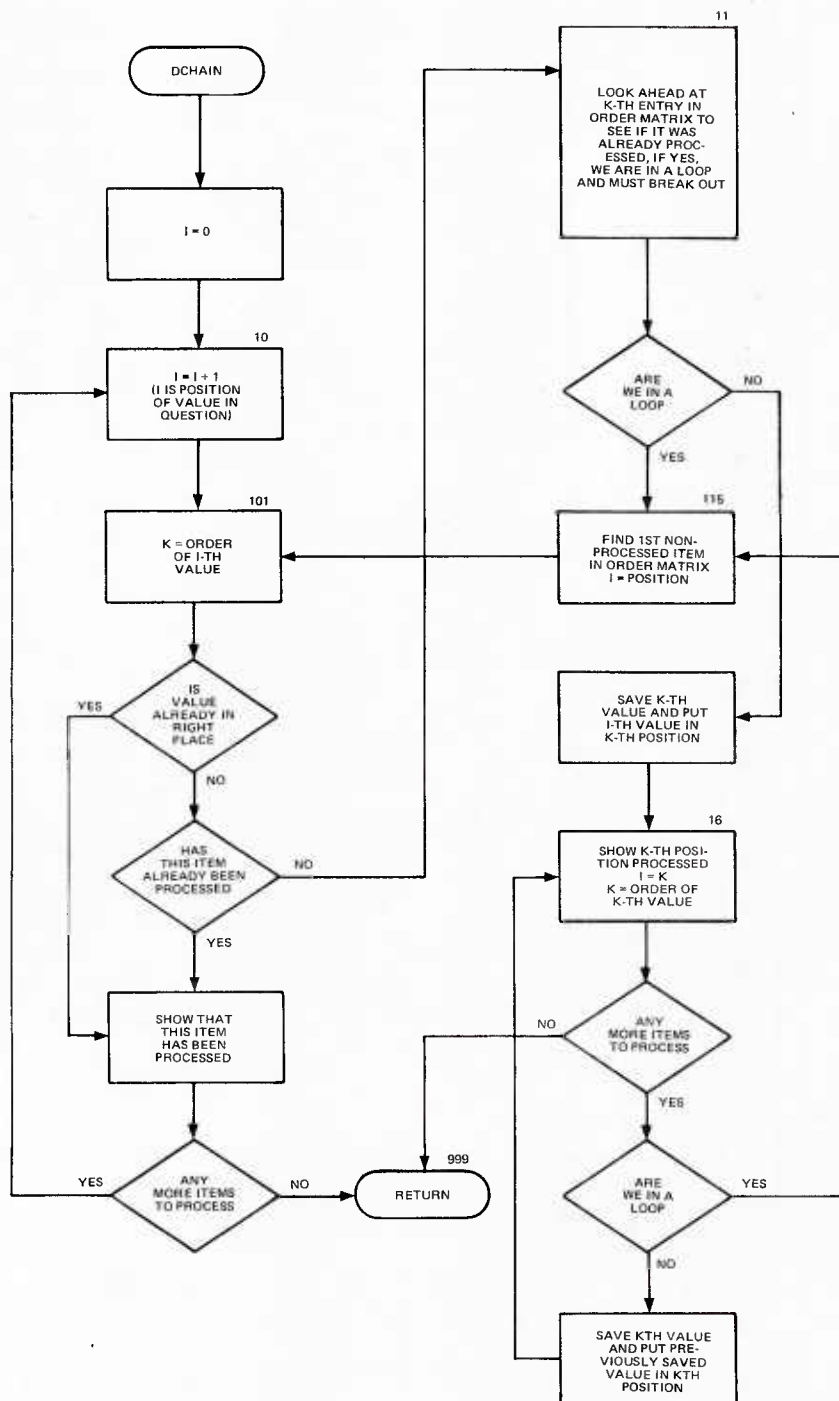 DCHAIN
I = 0
10
I = I + 1
(I IS POSITION
OF VALUE IN
QUESTION)
101
K = ORDER
OF I-TH
VALUE
IS
VALUE
ALREADY IN
RIGHT
PLACE
YES
NO
HAS
THIS ITEM
ALREADY BEEN
PROCESSED
NO
YES
SHOW THAT
THIS ITEM
HAS BEEN
PROCESSED
ANY
MORE ITEMS
TO PROCESS
YES
NO
999
RETURN
11
LOOK AHEAD AT
K-TH ENTRY IN
ORDER MATRIX TO
SEE IF IT WAS
ALREADY PROC-
ESSED, IF YES,
WE ARE IN A LOOP
AND MUST BREAK OUT
ARE
WE IN A
LOOP
NO
YES
115
FIND 1ST NON-
PROCESSED ITEM
IN ORDER MATRIX
I = POSITION
SAVE K-TH
VALUE AND PUT
I-TH VALUE IN
K-TH POSITION
16
SHOW K-TH POSI-
TION PROCESSED
I = K
K = ORDER OF
K-TH VALUE
ANY
MORE ITEMS
TO PROCESS
NO
YES
ARE
WE IN A
LOOP
YES
NO
SAVE KTH VALUE
AND PUT PRE-
VIOUSLY SAVED
VALUE IN KTH
POSITION